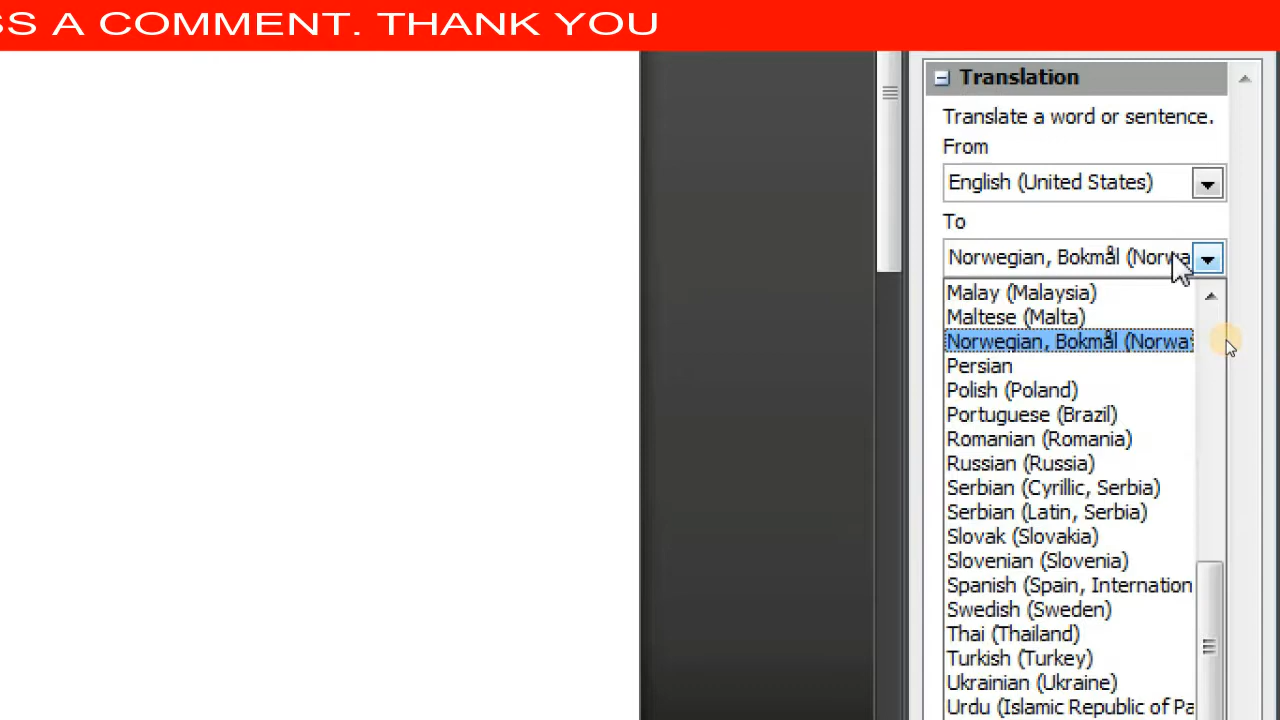 SS A COMMENT. THANK YOU
Translation
Translate a word or sentence.
From
English (United States)
To
Norwegian, Bokmål (Norwa
Malay (Malaysia)
Maltese (Malta)
Norwegian, Bokmål (Norwa
Persian
Polish (Poland)
Portuguese (Brazil)
Romanian (Romania)
Russian (Russia)
Serbian (Cyrillic, Serbia)
Serbian (Latin, Serbia)
Slovak (Slovakia)
Slovenian (Slovenia)
Spanish (Spain, Internation
Swedish (Sweden)
Thai (Thailand)
Turkish (Turkey)
Ukrainian (Ukraine)
Urdu (Islamic Republic of Pa